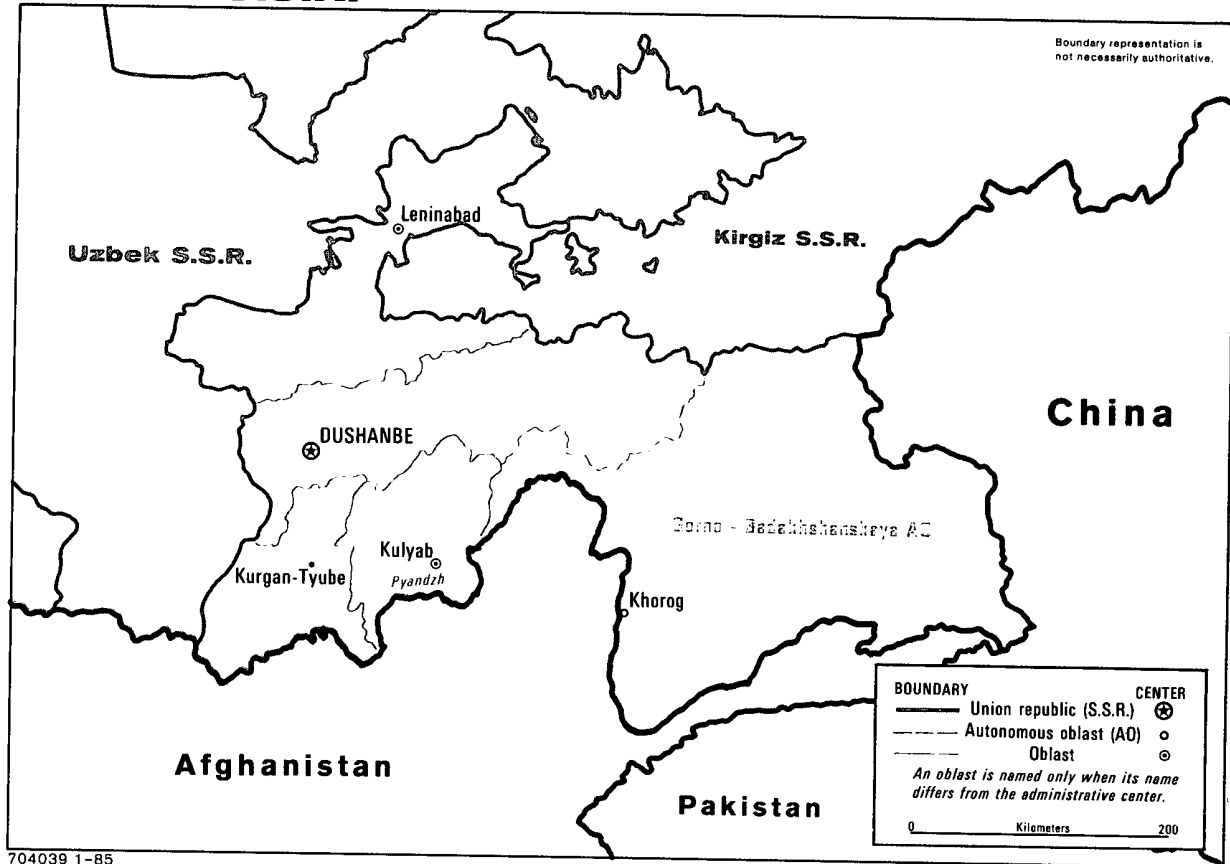 Boundary representation is
not necessarily authoritative.
Leninabad
Uzbek S.S.R.
Kirgiz S.S.R.
China
DUSHANBE
Gorno - Badakhshanskaya AO
Kulyab
Kurgan-Tyube
Pyandzh
Khorog
Afghanistan
Pakistan
BOUNDARY CENTER
Union republic (S.S.R.)
Autonomous oblast (AO)
Oblast
An oblast is named only when its name
differs from the administrative center.
0 Kilometers 200
704039 1-85